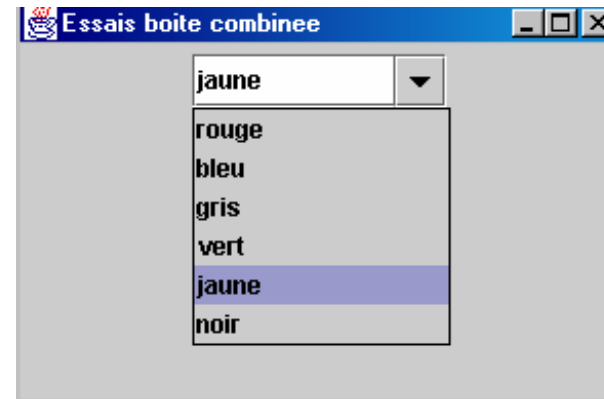 Essais boite combinee
jaune
rouge
bleu
gris
vert
jaune
noir